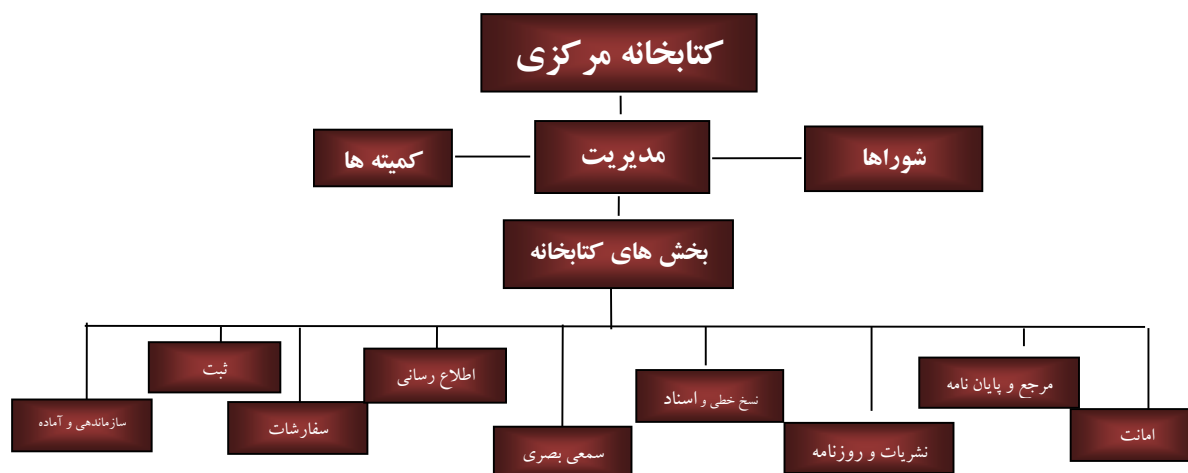 کتابخانه مرکزی
شوراها
مدیریت
کمیته ها
بخش های کتابخانه
امانت
مرجع و پایان نامه
نشریات و روزنامه
نسخ خطی و اسناد
سمعی بصری
اطلاع رسانی
سفارشات
ثبت
سازماندهی و آماده